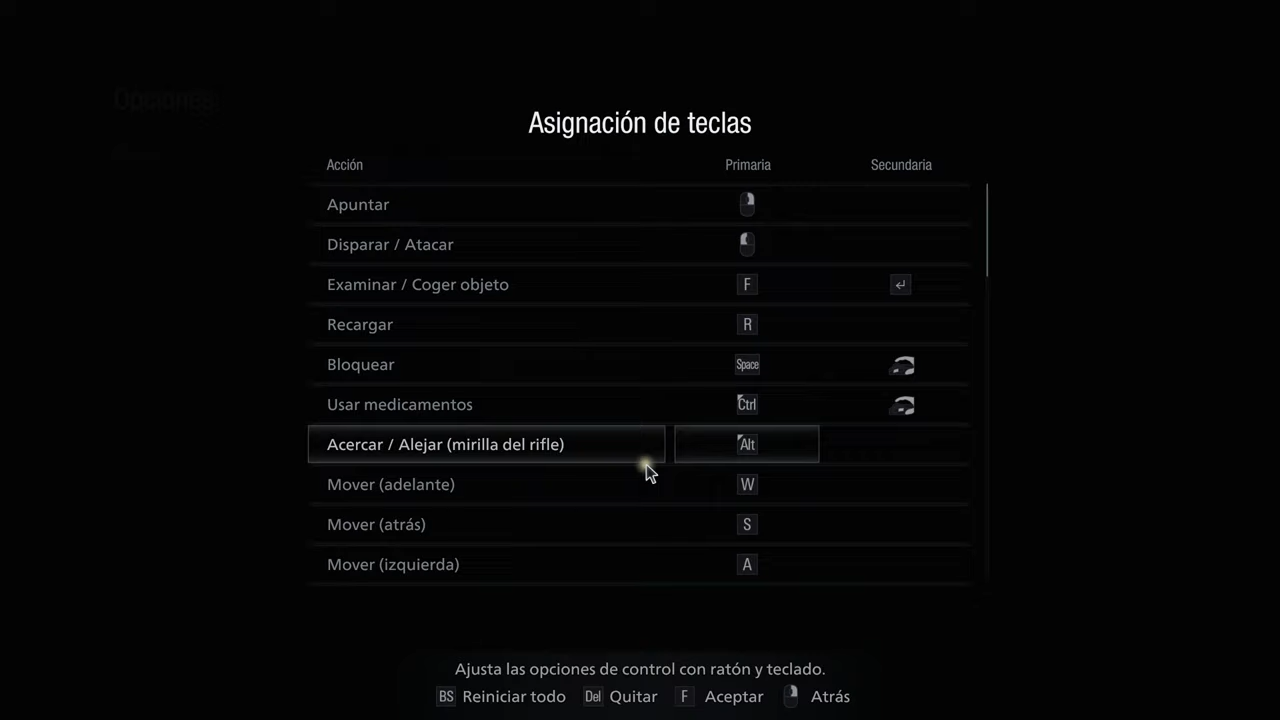 Opciones
Asignación de teclas
Acción Primaria Secundaria
Apuntar
Disparar / Atacar
Examinar / Coger objeto F ↵
Recargar R
Bloquear Space
Usar medicamentos Ctrl
Acercar / Alejar (mirilla del rifle) Alt
Mover (adelante) W
Mover (atrás) S
Mover (izquierda) A
Ajusta las opciones de control con ratón y teclado.
BS Reiniciar todo Del Quitar F Aceptar Atrás